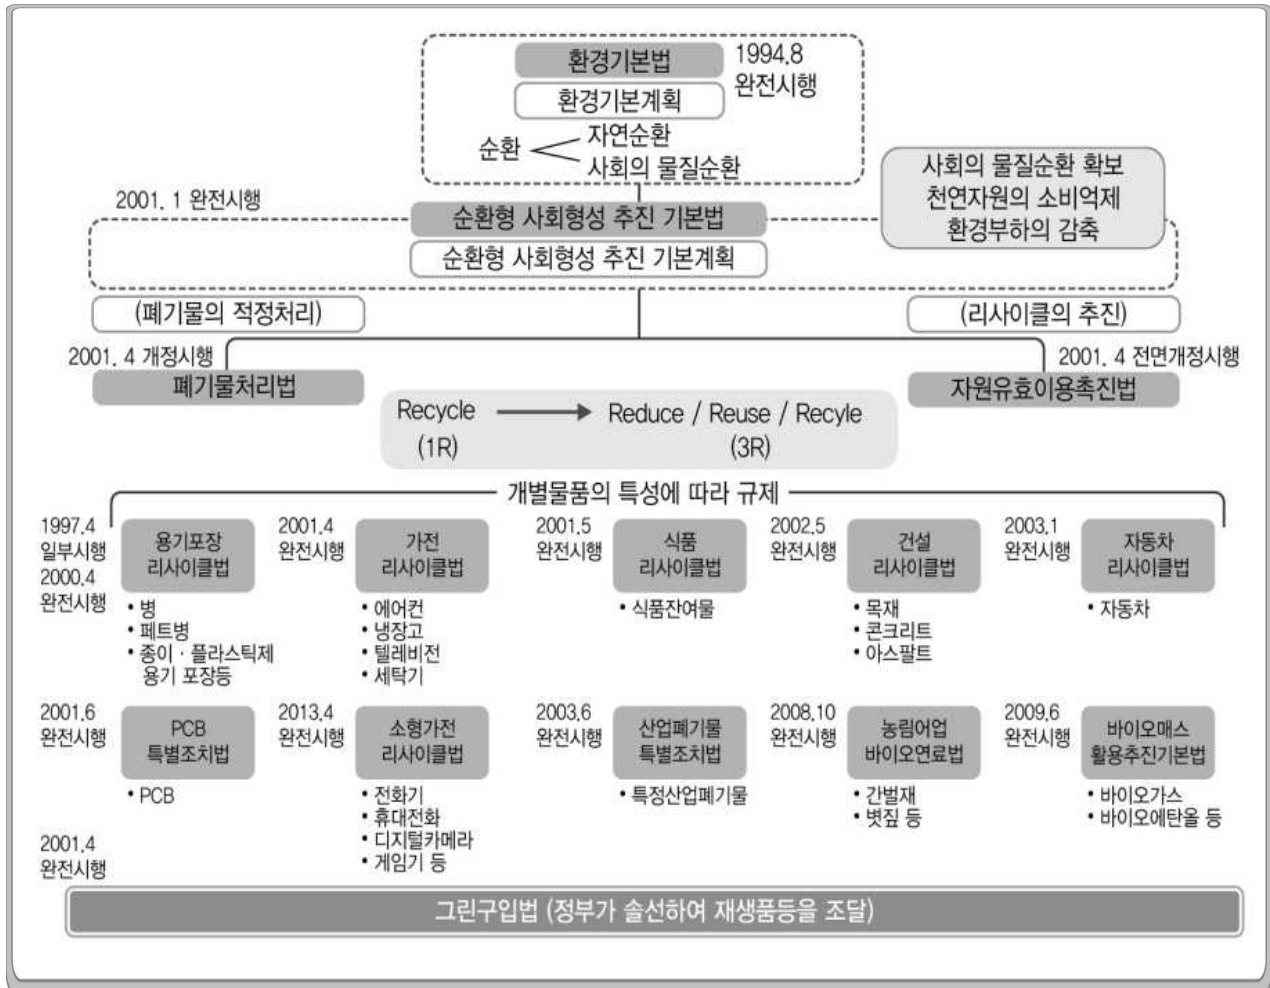 환경기본법
1994.8
완전시행
환경기본계획
순환
자연순환
사회의 물질순환
사회의 물질순환 확보
천연자원의 소비억제
환경부하의 감축
2001. 1 완전시행
순환형 사회형성 추진 기본법
순환형 사회형성 추진 기본계획
(폐기물의 적정처리)
(리사이클의 추진)
2001. 4 개정시행
2001. 4 전면개정시행
폐기물처리법
자원유효이용촉진법
Recycle
Reduce / Reuse / Recyle
(1R)
(3R)
개별물품의 특성에 따라 규제
1997.4
일부시행
2000.4
완전시행
용기포장
리사이클법
• 병
• 페트병
• 종이 · 플라스틱제
용기 포장등
2001.4
완전시행
가전
리사이클법
• 에어컨
• 냉장고
• 텔레비전
• 세탁기
2001.5
완전시행
식품
리사이클법
• 식품잔여물
2002.5
완전시행
건설
리사이클법
• 목재
• 콘크리트
• 아스팔트
2003.1
완전시행
자동차
리사이클법
• 자동차
2001.6
완전시행
PCB
특별조치법
• PCB
2013.4
완전시행
소형가전
리사이클법
• 전화기
• 휴대전화
• 디지털카메라
• 게임기 등
2003.6
완전시행
산업폐기물
특별조치법
• 특정산업폐기물
2008.10
완전시행
농림어업
바이오연료법
• 간벌재
• 볏짚 등
2009.6
완전시행
바이오매스
활용추진기본법
• 바이오가스
• 바이오에탄올 등
2001.4
완전시행
그린구입법 (정부가 솔선하여 재생품등을 조달)